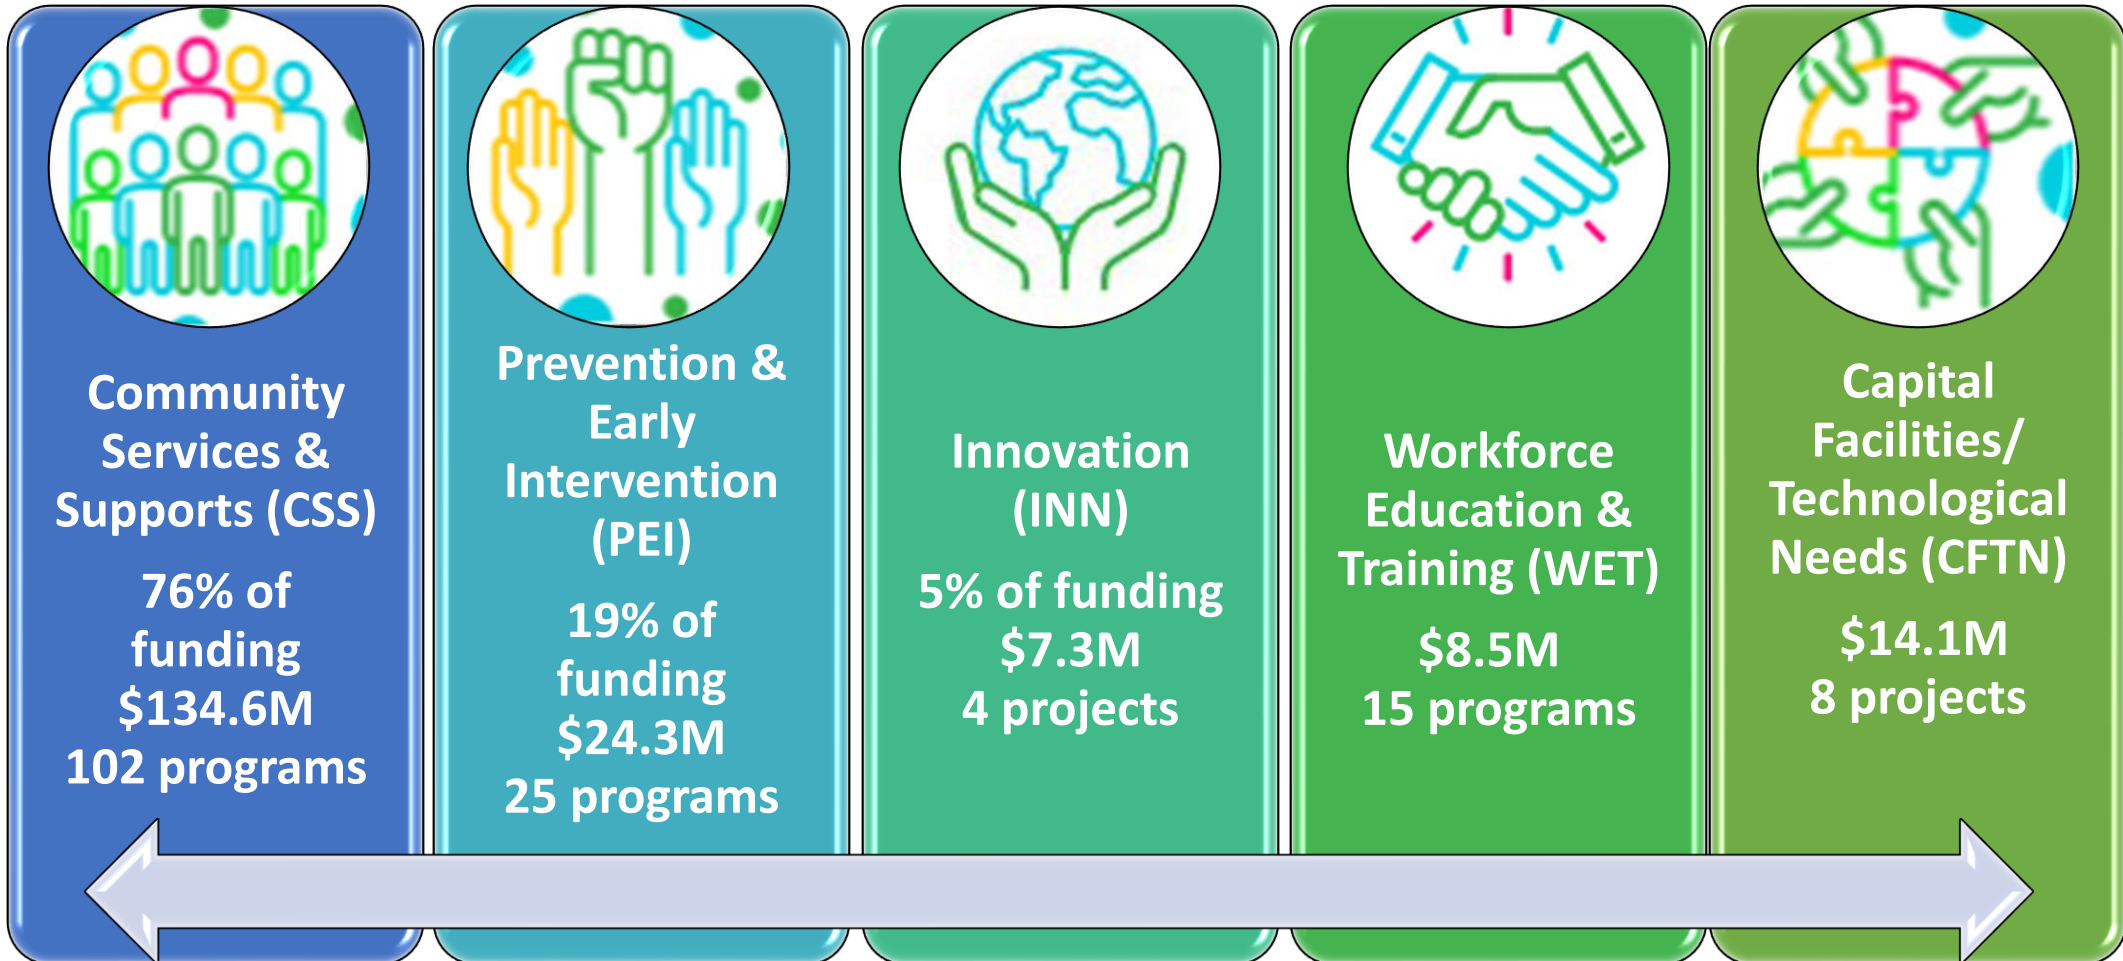 Community
Services &
Supports (CSS)
76% of
funding
$134.6M
102 programs
Prevention &
Early
Intervention
(PEI)
19% of
funding
$24.3M
25 programs
Innovation
(INN)
5% of funding
$7.3M
4 projects
Workforce
Education &
Training (WET)
$8.5M
15 programs
Capital
Facilities/
Technological
Needs (CFTN)
$14.1M
8 projects